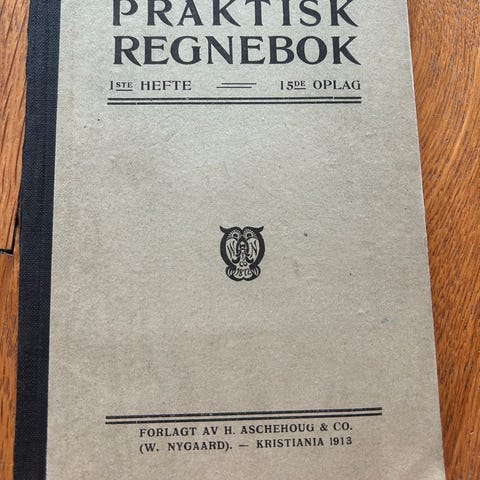 PRAKTISK
REGNEBOK
1STE HEFTE — 15DE OPLAG
FORLAGT AV H. ASCHEHOUG & CO.
(W. NYGAARD). — KRISTIANIA 1913